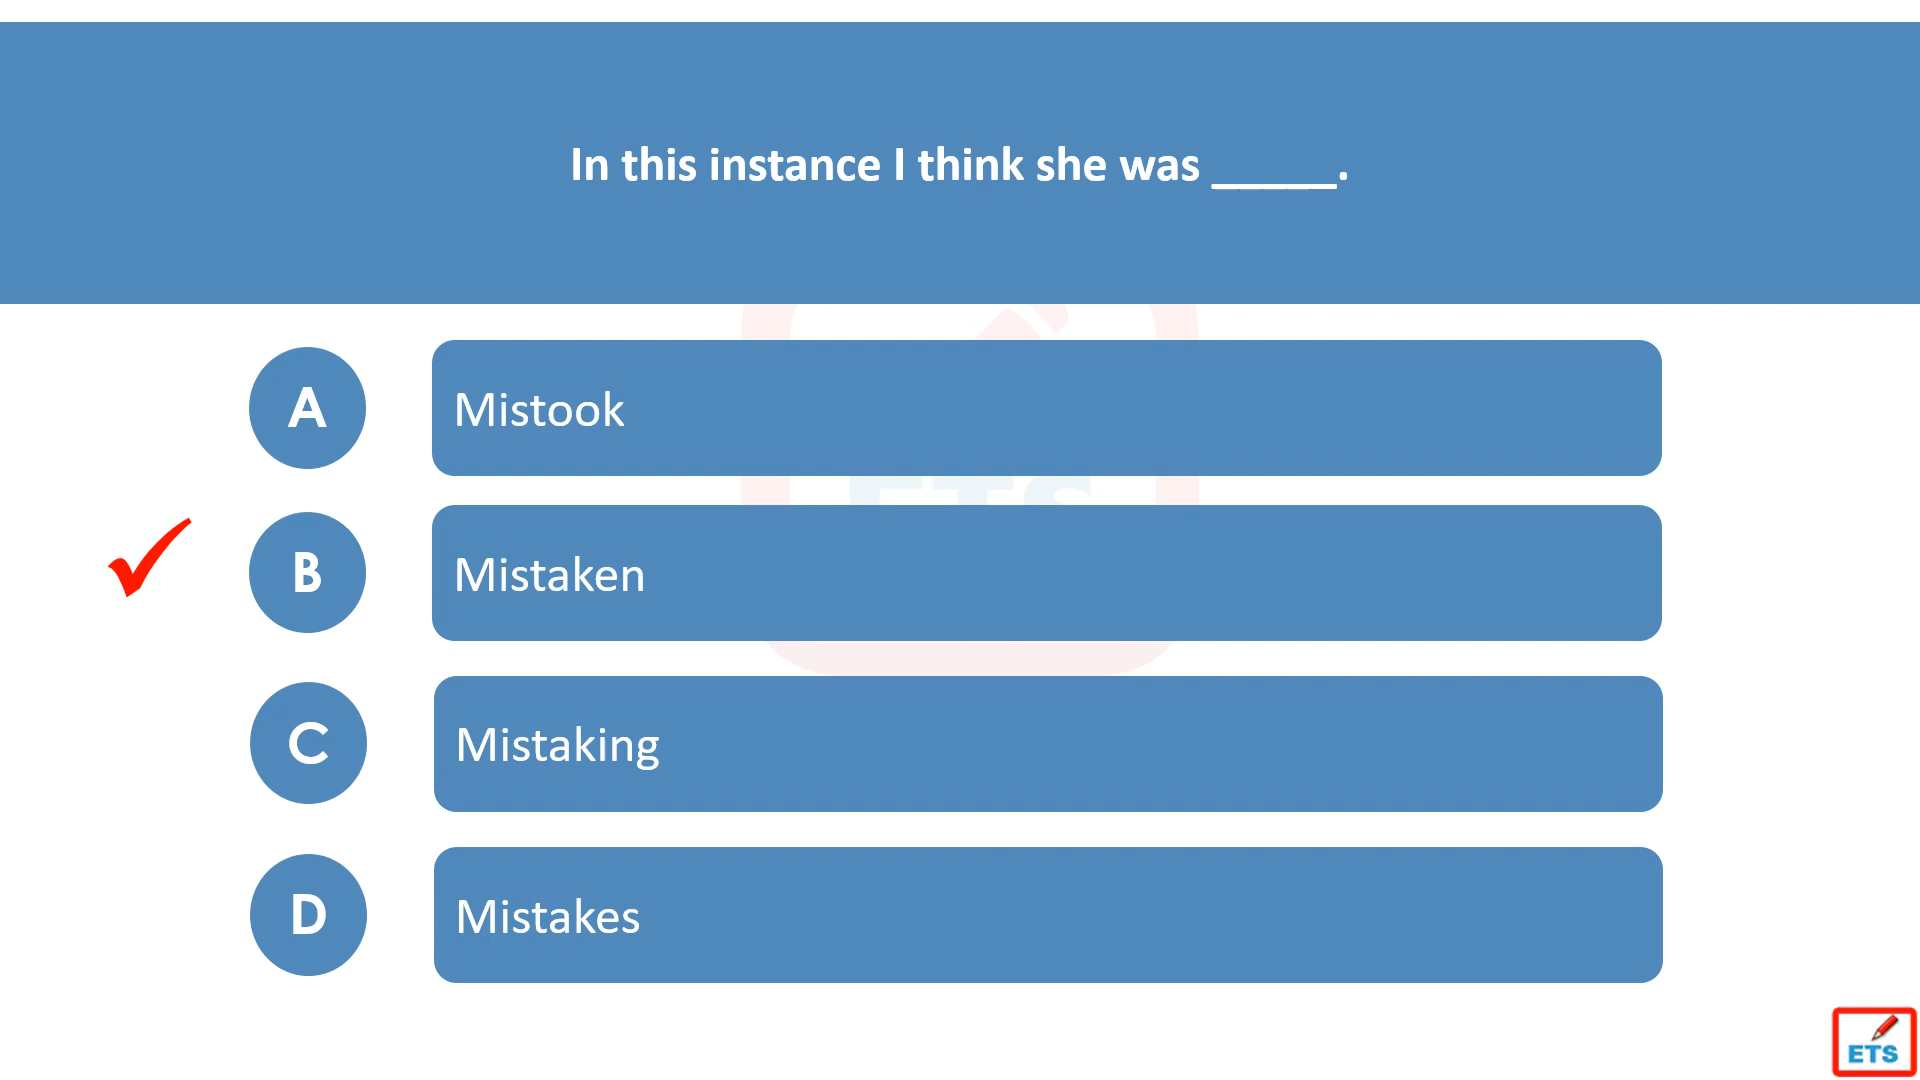 In this instance I think she was _____.
A
Mistook
B
Mistaken
C
Mistaking
D
Mistakes
ETS